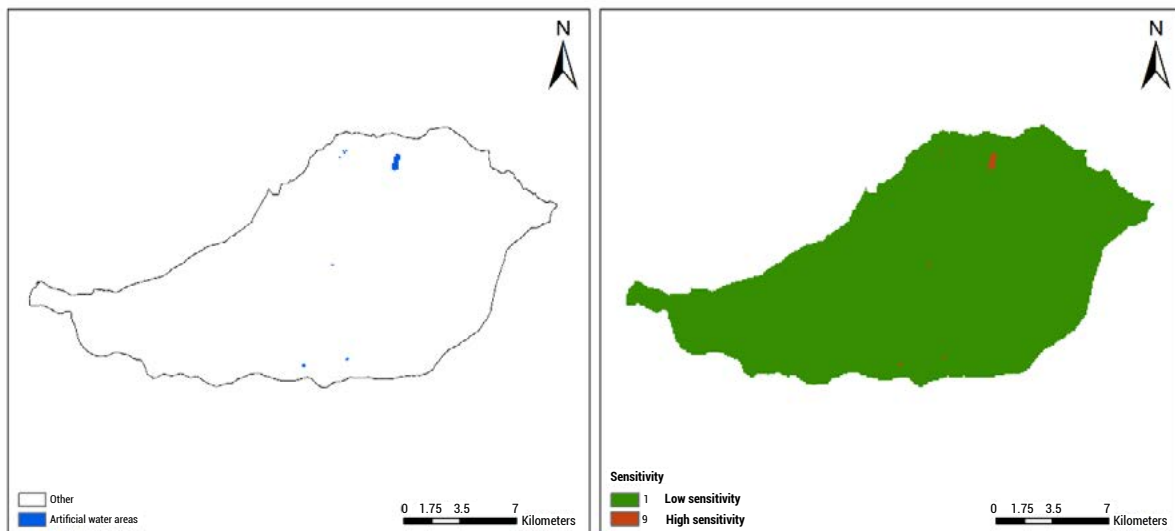 N
Other
Artificial water areas
0 1.75 3.5 7
Kilometers
N
Sensitivity
1 Low sensitivity
9 High sensitivity
0 1.75 3.5 7
Kilometers